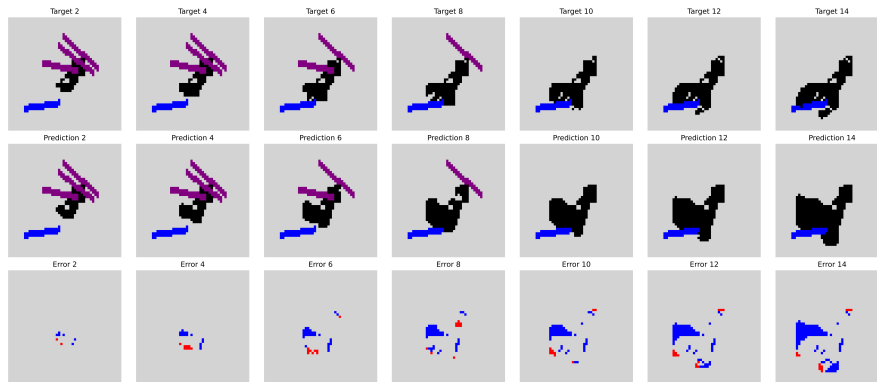 Target 2 Target 4 Target 6 Target 8 Target 10 Target 12 Target 14
Prediction 2 Prediction 4 Prediction 6 Prediction 8 Prediction 10 Prediction 12 Prediction 14
Error 2 Error 4 Error 6 Error 8 Error 10 Error 12 Error 14